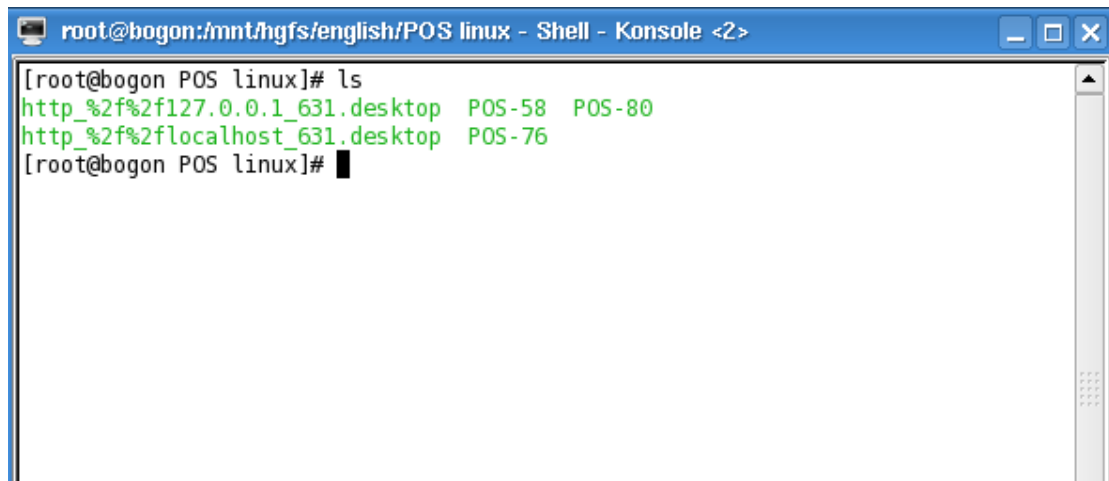 root@bogon:/mnt/hgfs/english/POS linux - Shell - Konsole <2>
[root@bogon POS linux]# ls
http_%2f%2f127.0.0.1_631.desktop  POS-58  POS-80
http_%2f%2flocalhost_631.desktop  POS-76
[root@bogon POS linux]#